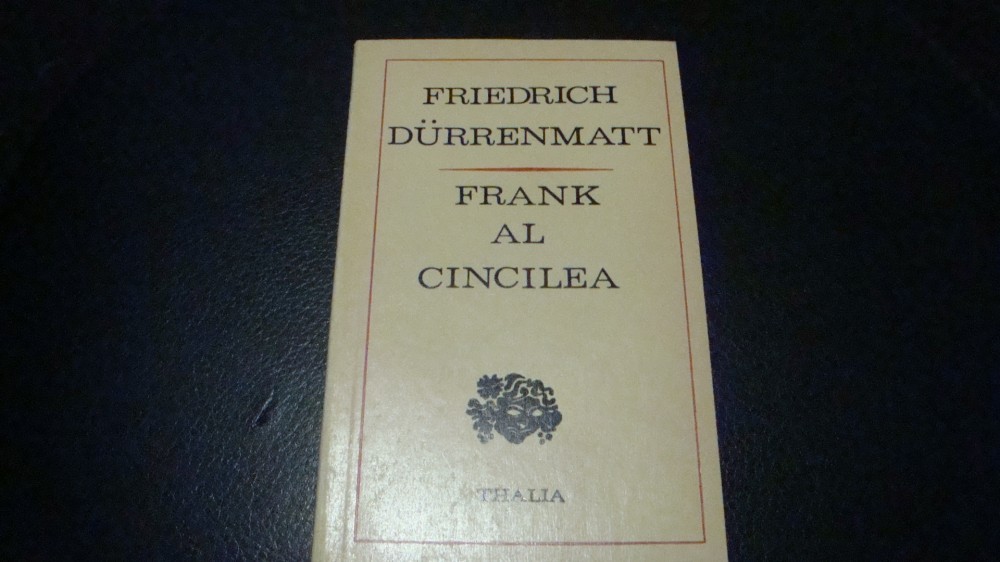 FRIEDRICH
DÜRRENMATT
FRANK
AL
CINCILEA
THALIA